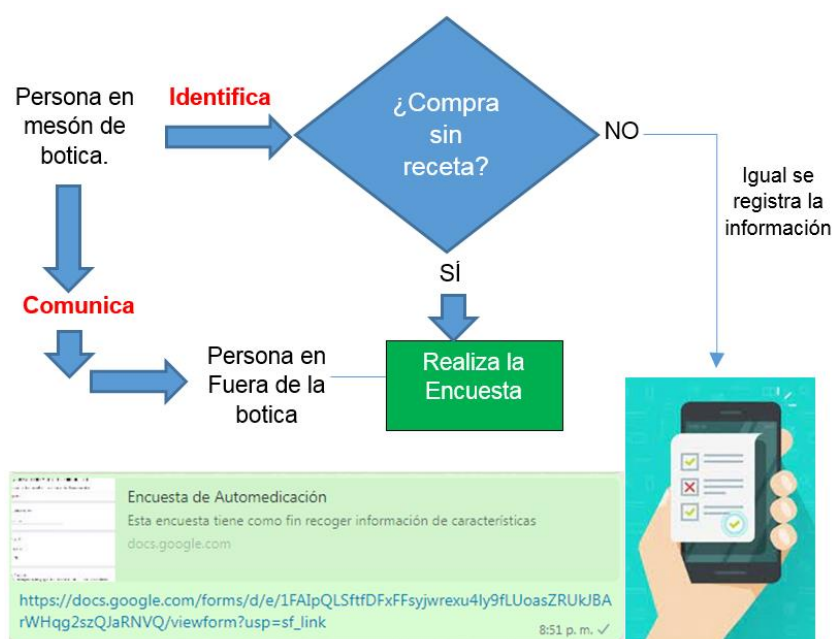 Persona en
mesón de
botica.
Identifica
¿Compra
sin
receta?
NO
Igual se
registra la
información
SÍ
Comunica
Persona en
Fuera de la
botica
Realiza la
Encuesta
Encuesta de Automedicación
Esta encuesta tiene como fin recoger información de características
docs.google.com
https://docs.google.com/forms/d/e/1FAIpQLSftfDFxFFsyjwrexu4Iy9fLUoasZRUkJBA
rWHqg2szQJaRNVQ/viewform?usp=sf_link
8:51 p. m.